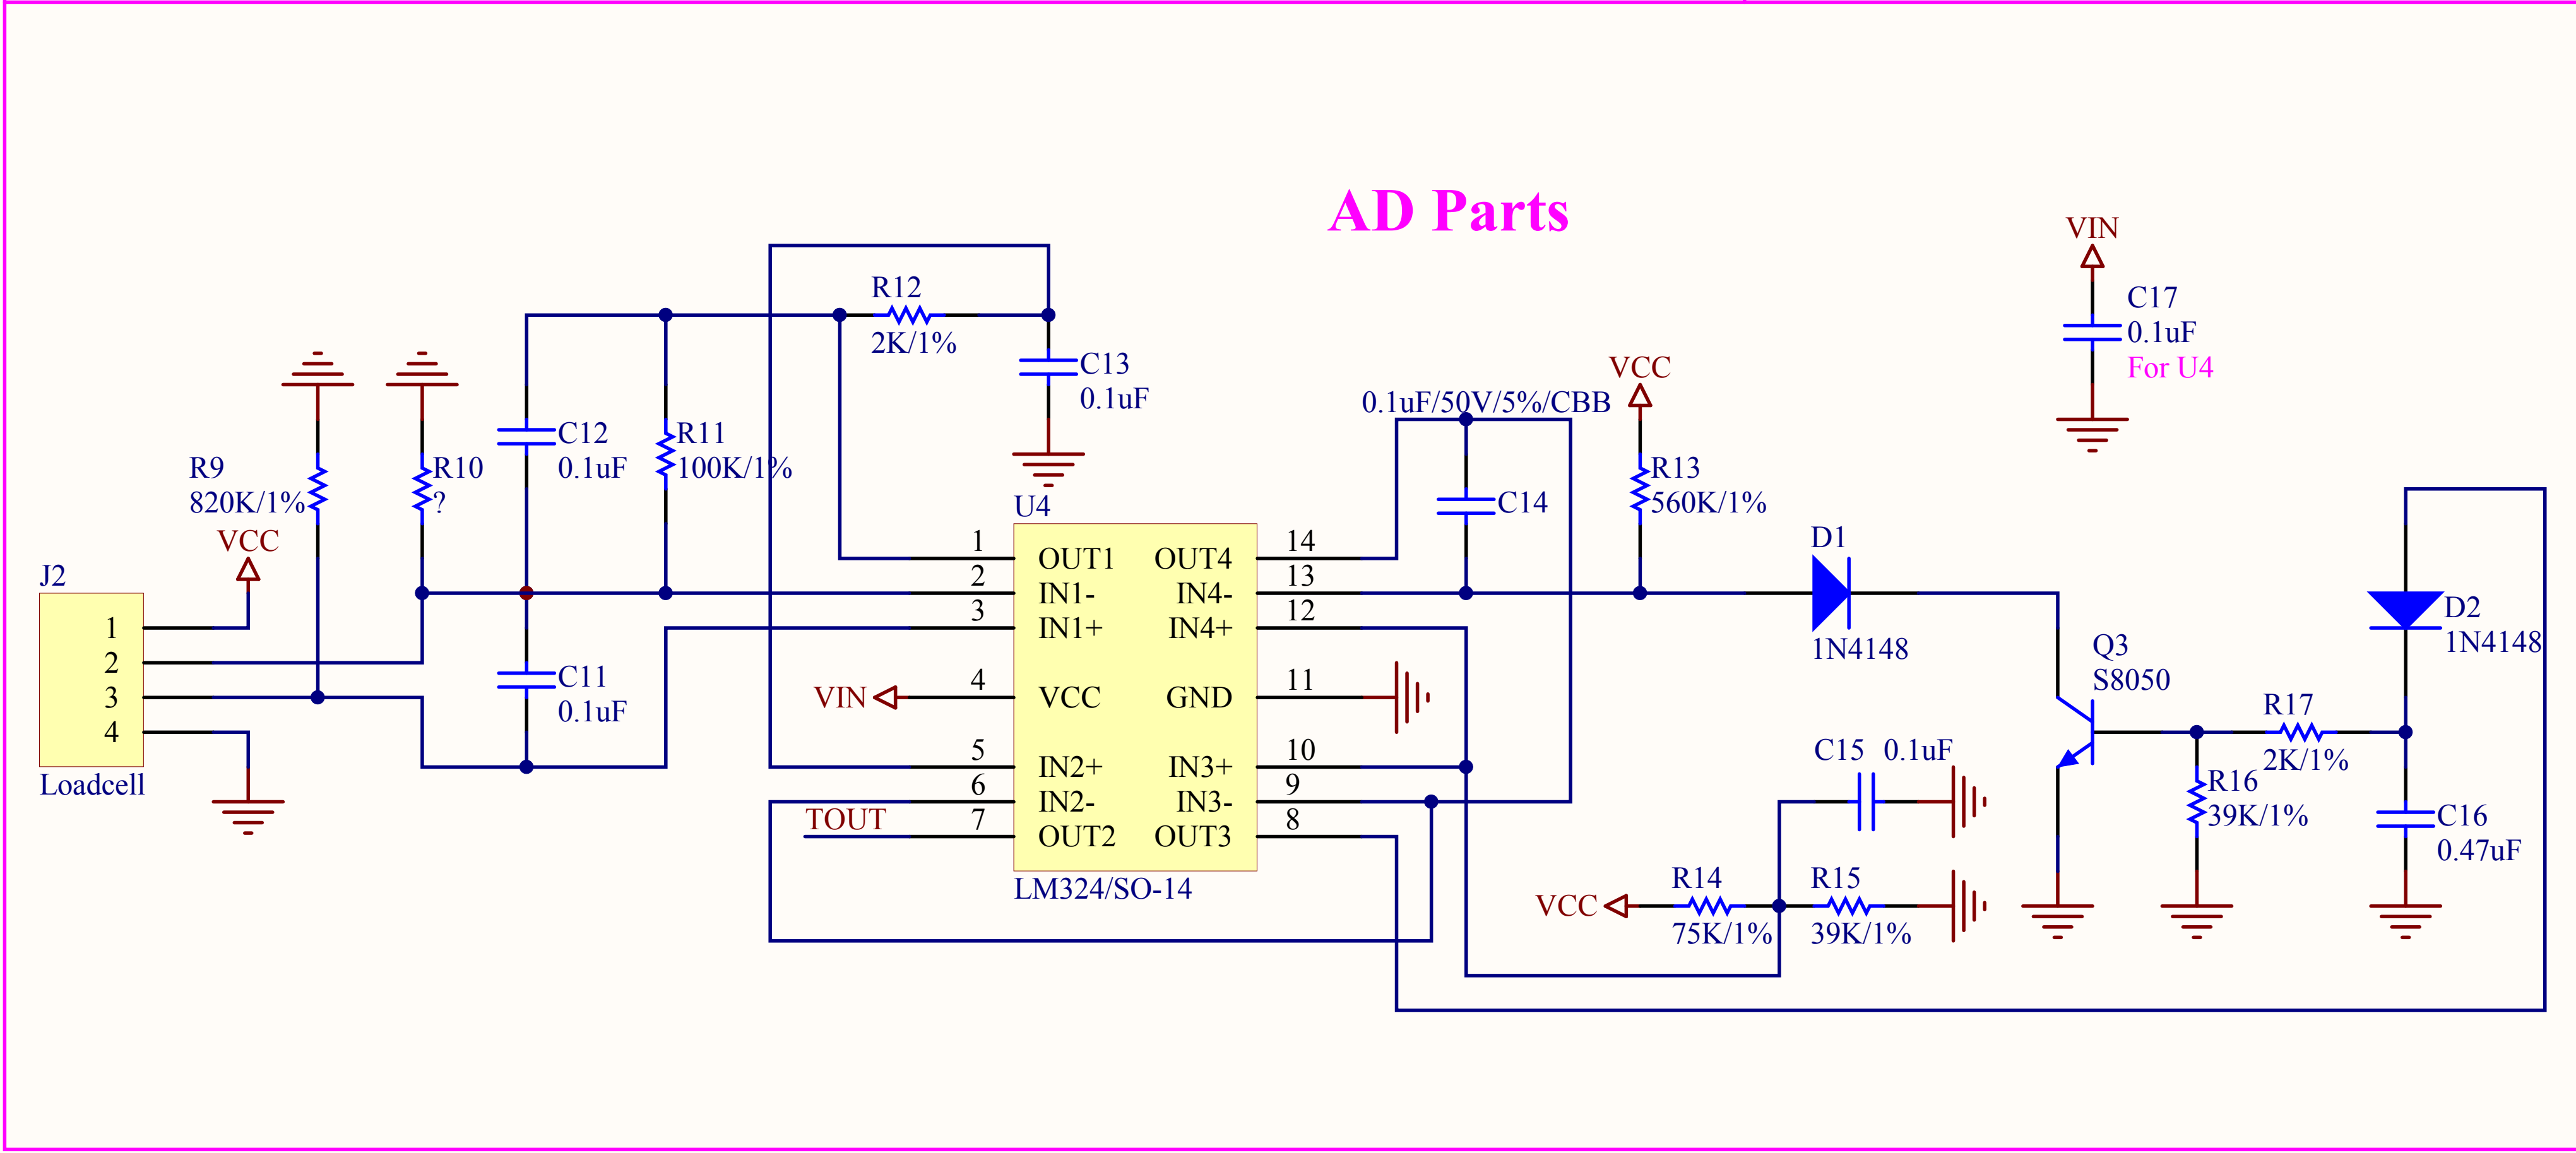 AD Parts
VIN
C17
0.1uF
For U4
R12
2K/1%
C13
0.1uF
VCC
0.1uF/50V/5%/CBB
C12
0.1uF
R11
100K/1%
R9
820K/1%
R10
?
R13
560K/1%
C14
VCC
J2
1
2
3
4
Loadcell
C11
0.1uF
U4
1
2
3
4
5
6
7
OUT1
IN1-
IN1+
VCC
IN2+
IN2-
OUT2
OUT4
IN4-
IN4+
GND
IN3+
IN3-
OUT3
14
13
12
11
10
9
8
LM324/SO-14
VIN
TOUT
D1
1N4148
D2
1N4148
Q3
S8050
R17
2K/1%
C15 0.1uF
R16
39K/1%
C16
0.47uF
VCC
R14
75K/1%
R15
39K/1%